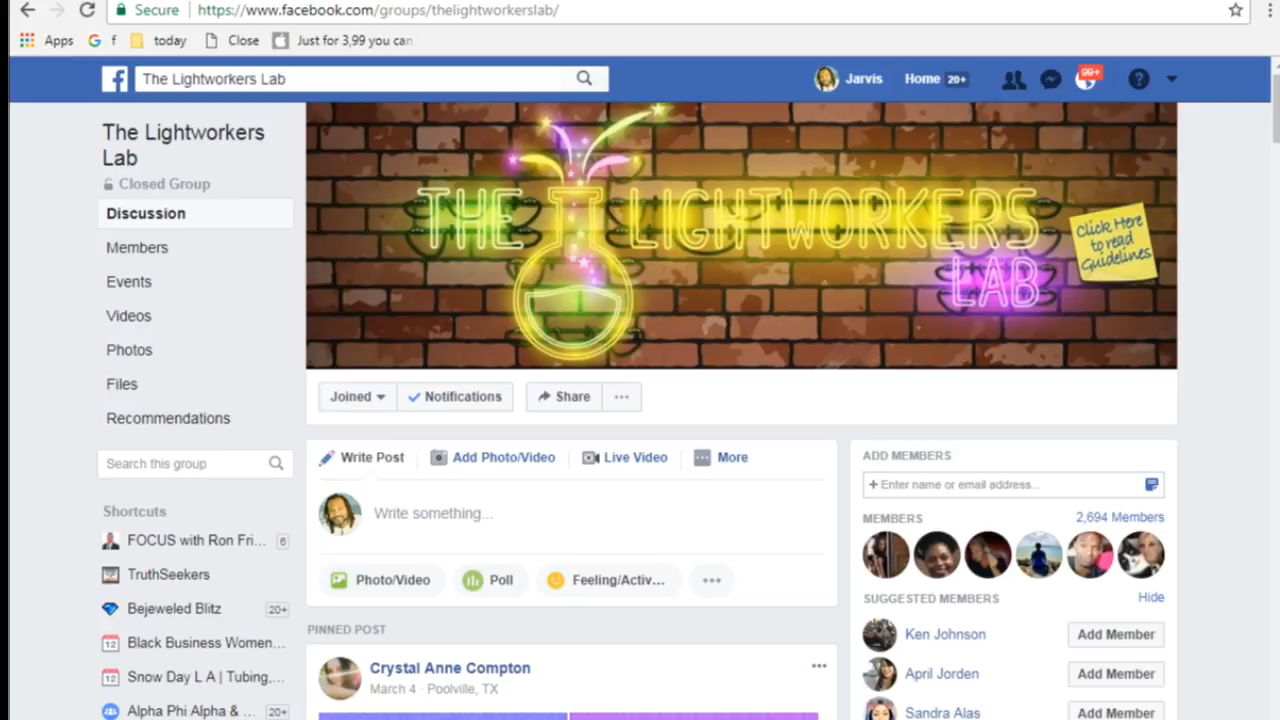 Secure https://www.facebook.com/groups/thelightworkerslab/
Apps f today Close Just for 3,99 you can
The Lightworkers Lab
Jarvis Home 20+ 99+
The Lightworkers
Lab
Closed Group
Discussion
Members
Events
Videos
Photos
Files
Recommendations
Search this group
Shortcuts
FOCUS with Ron Fri... 6
TruthSeekers
Bejeweled Blitz 20+
Black Business Women...
Snow Day L A | Tubing,...
Alpha Phi Alpha & ... 20+
THE LIGHTWORKERS
LAB
Click Here
to read
Guidelines
Joined Notifications Share ...
Write Post Add Photo/Video Live Video More
Write something...
Photo/Video Poll Feeling/Activ...
PINNED POST
Crystal Anne Compton
March 4 · Poolville, TX
ADD MEMBERS
+ Enter name or email address...
MEMBERS 2,694 Members
SUGGESTED MEMBERS Hide
Ken Johnson Add Member
April Jorden Add Member
Sandra Alas Add Member